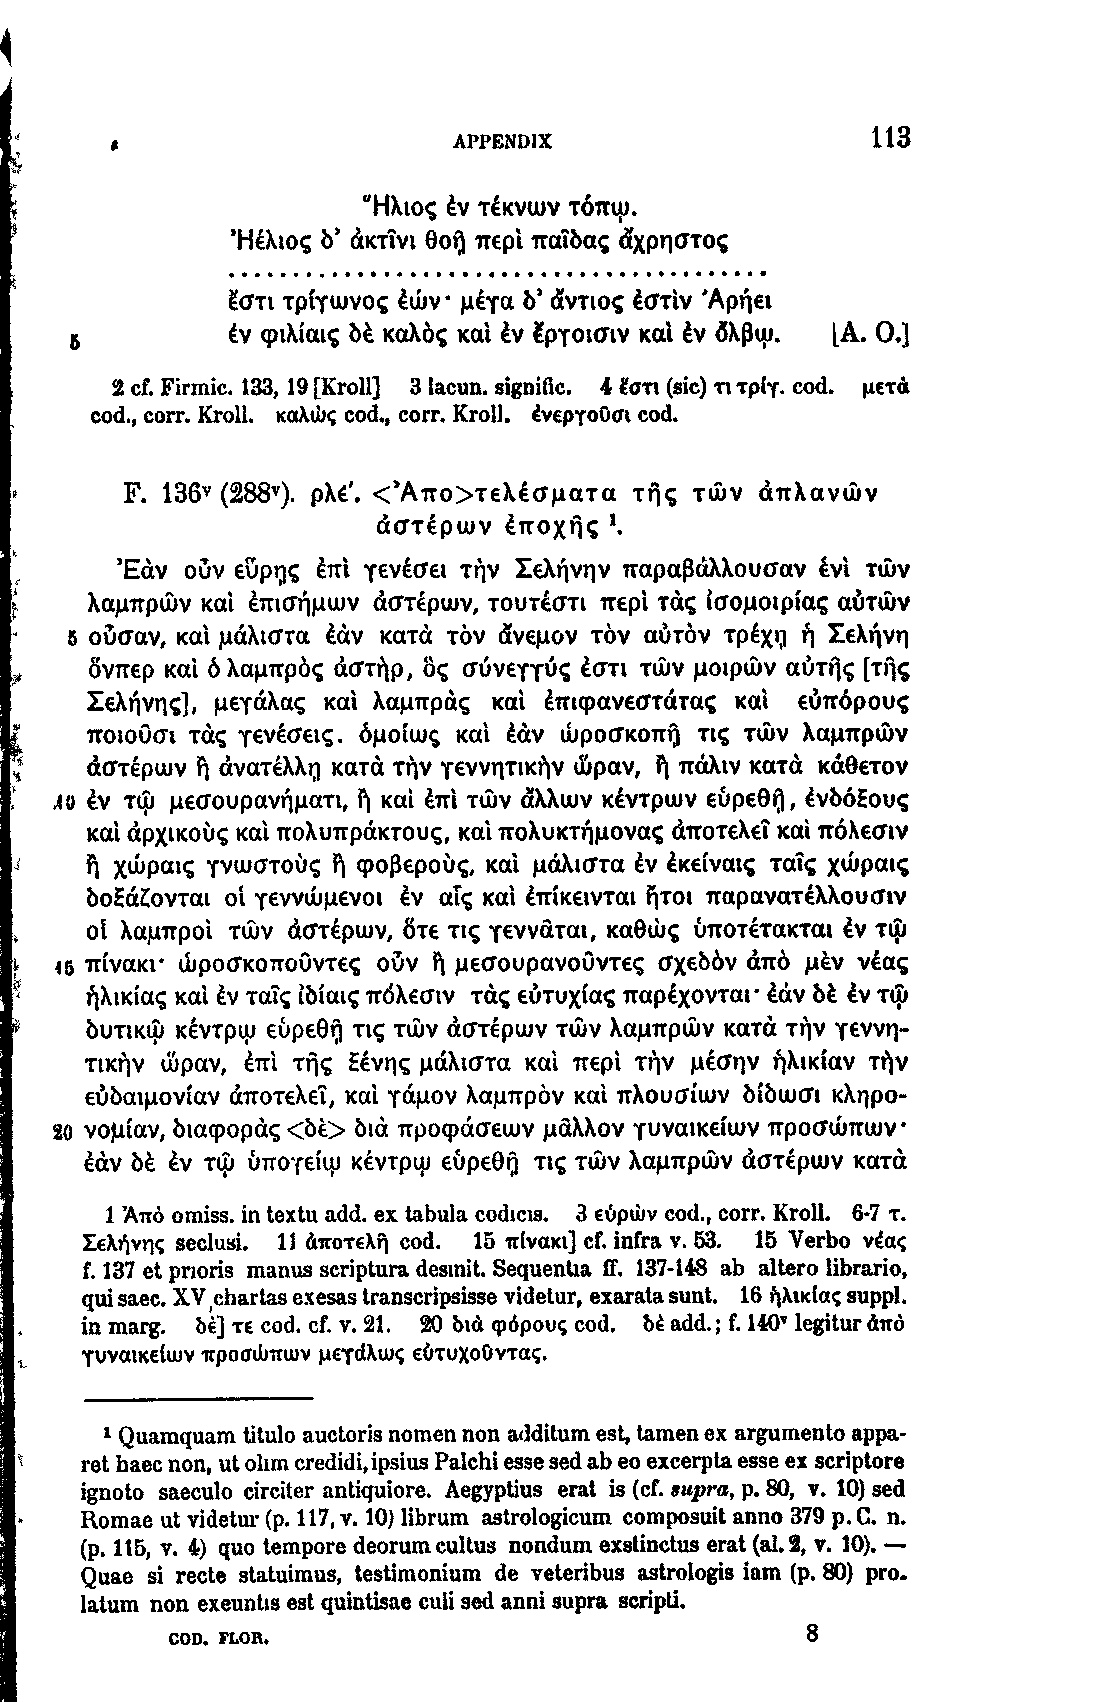 APPENDIX 113
Ἥλιος ἐν τέκνων τόπῳ.
Ἠέλιος δ' ἀκτῖνι θοῇ περὶ παῖδας ἄχρηστος
............................................
ἔστι τρίγωνος ἐών· μέγα δ' ἄντιος ἐστὶν Ἄρηει
5 ἐν φιλίαις δὲ καλὸς καὶ ἐν ἔργοισιν καὶ ἐν ὄλβῳ. [A. O.]
2 cf. Firmic. 133, 19 [Kroll] 3 lacun. signific. 4 ἔστι (sic) τι τρίγ. cod. μετὰ
cod., corr. Kroll. καλῶς cod., corr. Kroll. ἐνεργοῦσι cod.
F. 136ᵛ (288ᵛ). ρλέ. <Ἀπο>τελέσματα τῆς τῶν ἀπλανῶν
ἀστέρων ἐποχῆς ¹.
Ἐὰν οὖν εὕρῃς ἐπὶ γενέσει τὴν Σελήνην παραβάλλουσαν ἑνὶ τῶν
λαμπρῶν καὶ ἐπισήμων ἀστέρων, τουτέστι περὶ τὰς ἰσομοιρίας αὐτῶν
5 οὖσαν, καὶ μάλιστα ἐὰν κατὰ τὸν ἄνεμον τὸν αὐτὸν τρέχῃ ἡ Σελήνη
ὅνπερ καὶ ὁ λαμπρὸς ἀστὴρ, ὃς σύνεγγύς ἐστι τῶν μοιρῶν αὐτῆς [τῆς
Σελήνης], μεγάλας καὶ λαμπρὰς καὶ ἐπιφανεστάτας καὶ εὐπόρους
ποιοῦσι τὰς γενέσεις. ὁμοίως καὶ ἐὰν ὡροσκοπῇ τις τῶν λαμπρῶν
ἀστέρων ἢ ἀνατέλλῃ κατὰ τὴν γεννητικὴν ὥραν, ἢ πάλιν κατὰ κάθετον
10 ἐν τῷ μεσουρανήματι, ἢ καὶ ἐπὶ τῶν ἄλλων κέντρων εὑρεθῇ, ἐνδόξους
καὶ ἀρχικοὺς καὶ πολυπράκτους, καὶ πολυκτήμονας ἀποτελεῖ καὶ πόλεσιν
ἢ χώραις γνωστοὺς ἢ φοβεροὺς, καὶ μάλιστα ἐν ἐκείναις ταῖς χώραις
δοξάζονται οἱ γεννώμενοι ἐν αἷς καὶ ἐπίκεινται ἤτοι παρανατέλλουσιν
οἱ λαμπροὶ τῶν ἀστέρων, ὅτε τις γεννᾶται, καθὼς ὑποτέτακται ἐν τῷ
15 πίνακι· ὡροσκοποῦντες οὖν ἢ μεσουρανοῦντες σχεδὸν ἀπὸ μὲν νέας
ἡλικίας καὶ ἐν ταῖς ἰδίαις πόλεσιν τὰς εὐτυχίας παρέχονται· ἐάν δὲ ἐν τῷ
δυτικῷ κέντρῳ εὑρεθῇ τις τῶν ἀστέρων τῶν λαμπρῶν κατὰ τὴν γεννη-
τικὴν ὥραν, ἐπὶ τῆς ξένης μάλιστα καὶ περὶ τὴν μέσην ἡλικίαν τὴν
εὐδαιμονίαν ἀποτελεῖ, καὶ γάμον λαμπρὸν καὶ πλουσίων δίδωσι κληρο-
20 νομίαν, διαφορὰς <δὲ> διὰ προφάσεων μᾶλλον γυναικείων προσώπων·
ἐὰν δὲ ἐν τῷ ὑπογείῳ κέντρῳ εὑρεθῇ τις τῶν λαμπρῶν ἀστέρων κατὰ
1 Ἀπό omiss. in textu add. ex tabula codicis. 3 εὑρὼν cod., corr. Kroll. 6-7 τ.
Σελήνης seclusi. 11 ἀποτελῆ cod. 15 πίνακι] cf. infra v. 53. 15 Verbo νέας
f. 137 et prioris manus scriptura desinit. Sequentia ff. 137-148 ab altero librario,
qui saec. XV chartas exesas transcripsisse videtur, exarata sunt. 16 ἡλικίας suppl.
in marg. δὲ] τε cod. cf. v. 21. 20 διὰ φόρους cod. δὲ add.; f. 140ᵛ legitur ἀπὸ
γυναικείων προσώπων μεγάλως εὐτυχοῦντας.
¹ Quamquam titulo auctoris nomen non additum est, tamen ex argumento appa-
ret haec non, ut olim credidi, ipsius Palchi esse sed ab eo excerpta esse ex scriptore
ignoto saeculo circiter antiquiore. Aegyptius erat is (cf. supra, p. 80, v. 10) sed
Romae ut videtur (p. 117, v. 10) librum astrologicum composuit anno 379 p. C. n.
(p. 115, v. 4) quo tempore deorum cultus nondum exstinctus erat (al. 2, v. 10). —
Quae si recte statuimus, testimonium de veteribus astrologis iam (p. 80) pro-
latum non exeuntis est quintisae culi sed anni supra scripti.
COD. FLOR. 8